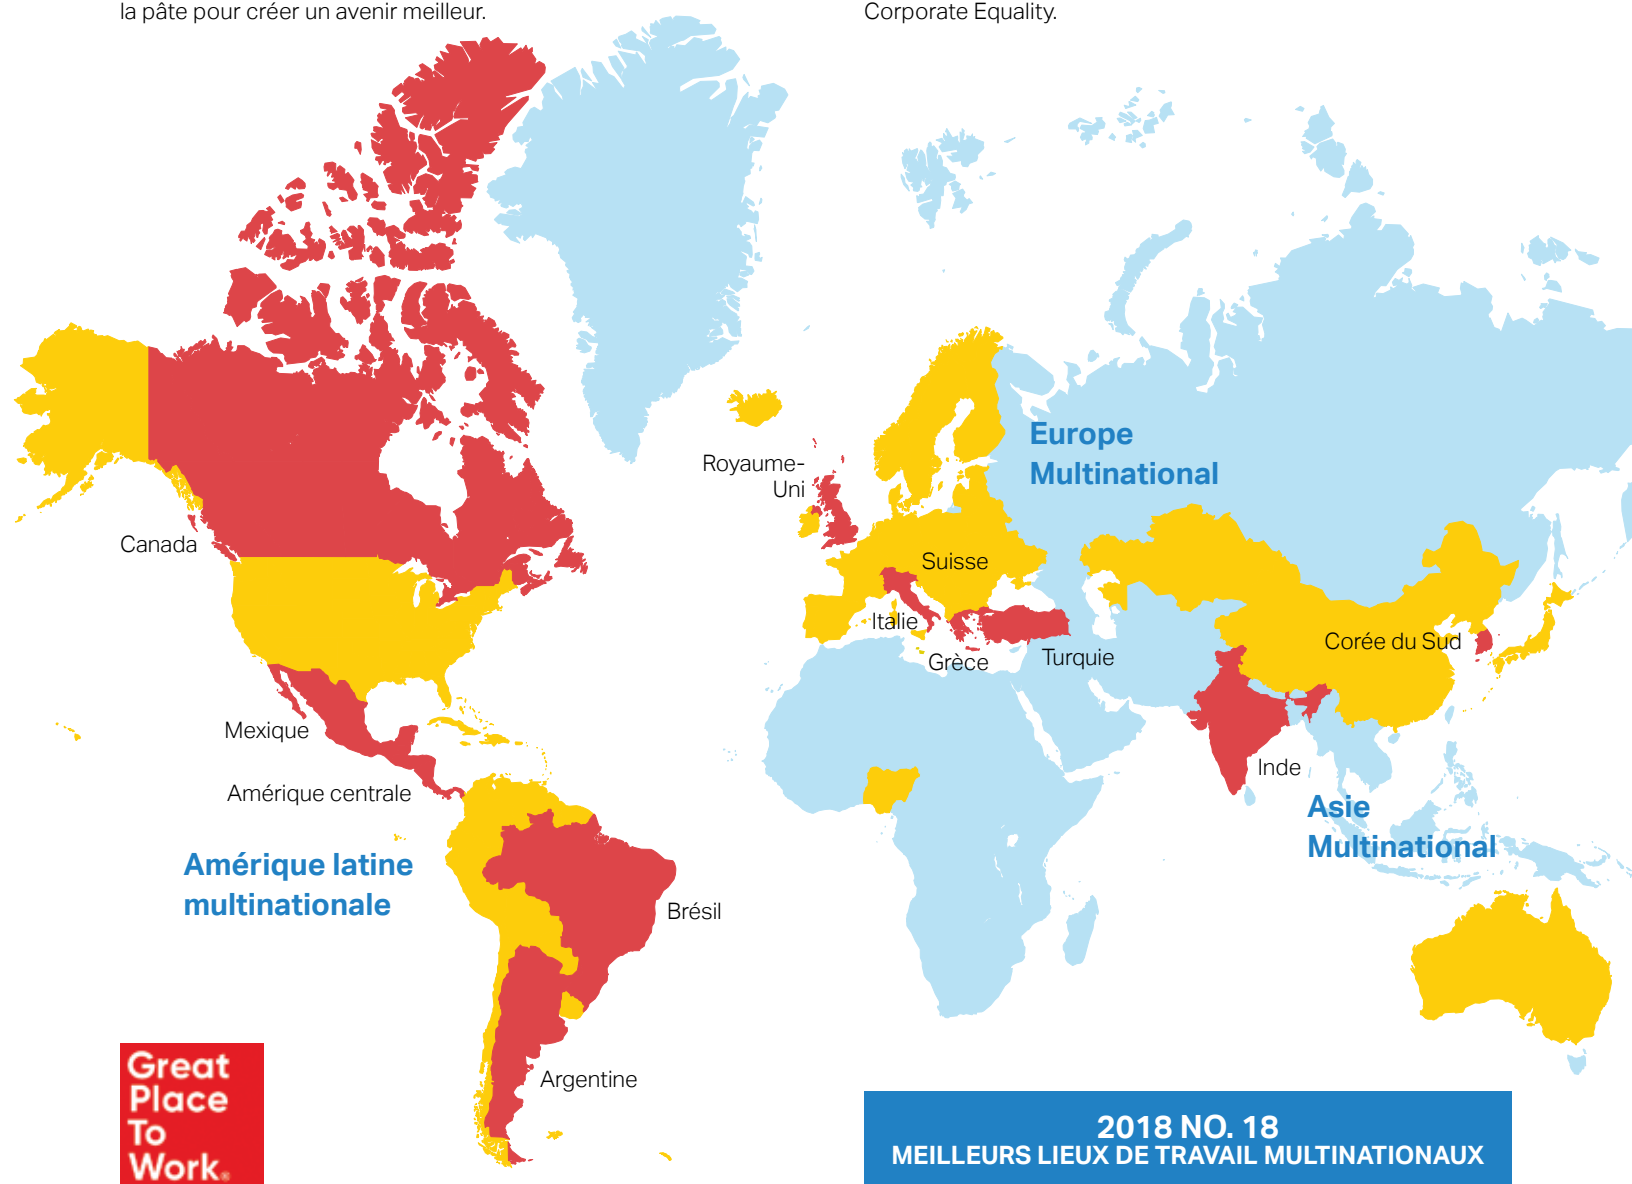 la pâte pour créer un avenir meilleur.
Corporate Equality.
Europe
Multinational
Royaume-
Uni
Canada
Suisse
Italie
Corée du Sud
Grèce
Turquie
Mexique
Inde
Amérique centrale
Asie
Multinational
Amérique latine
multinationale
Brésil
Argentine
Great
Place
To
Work®
2018 NO. 18
MEILLEURS LIEUX DE TRAVAIL MULTINATIONAUX